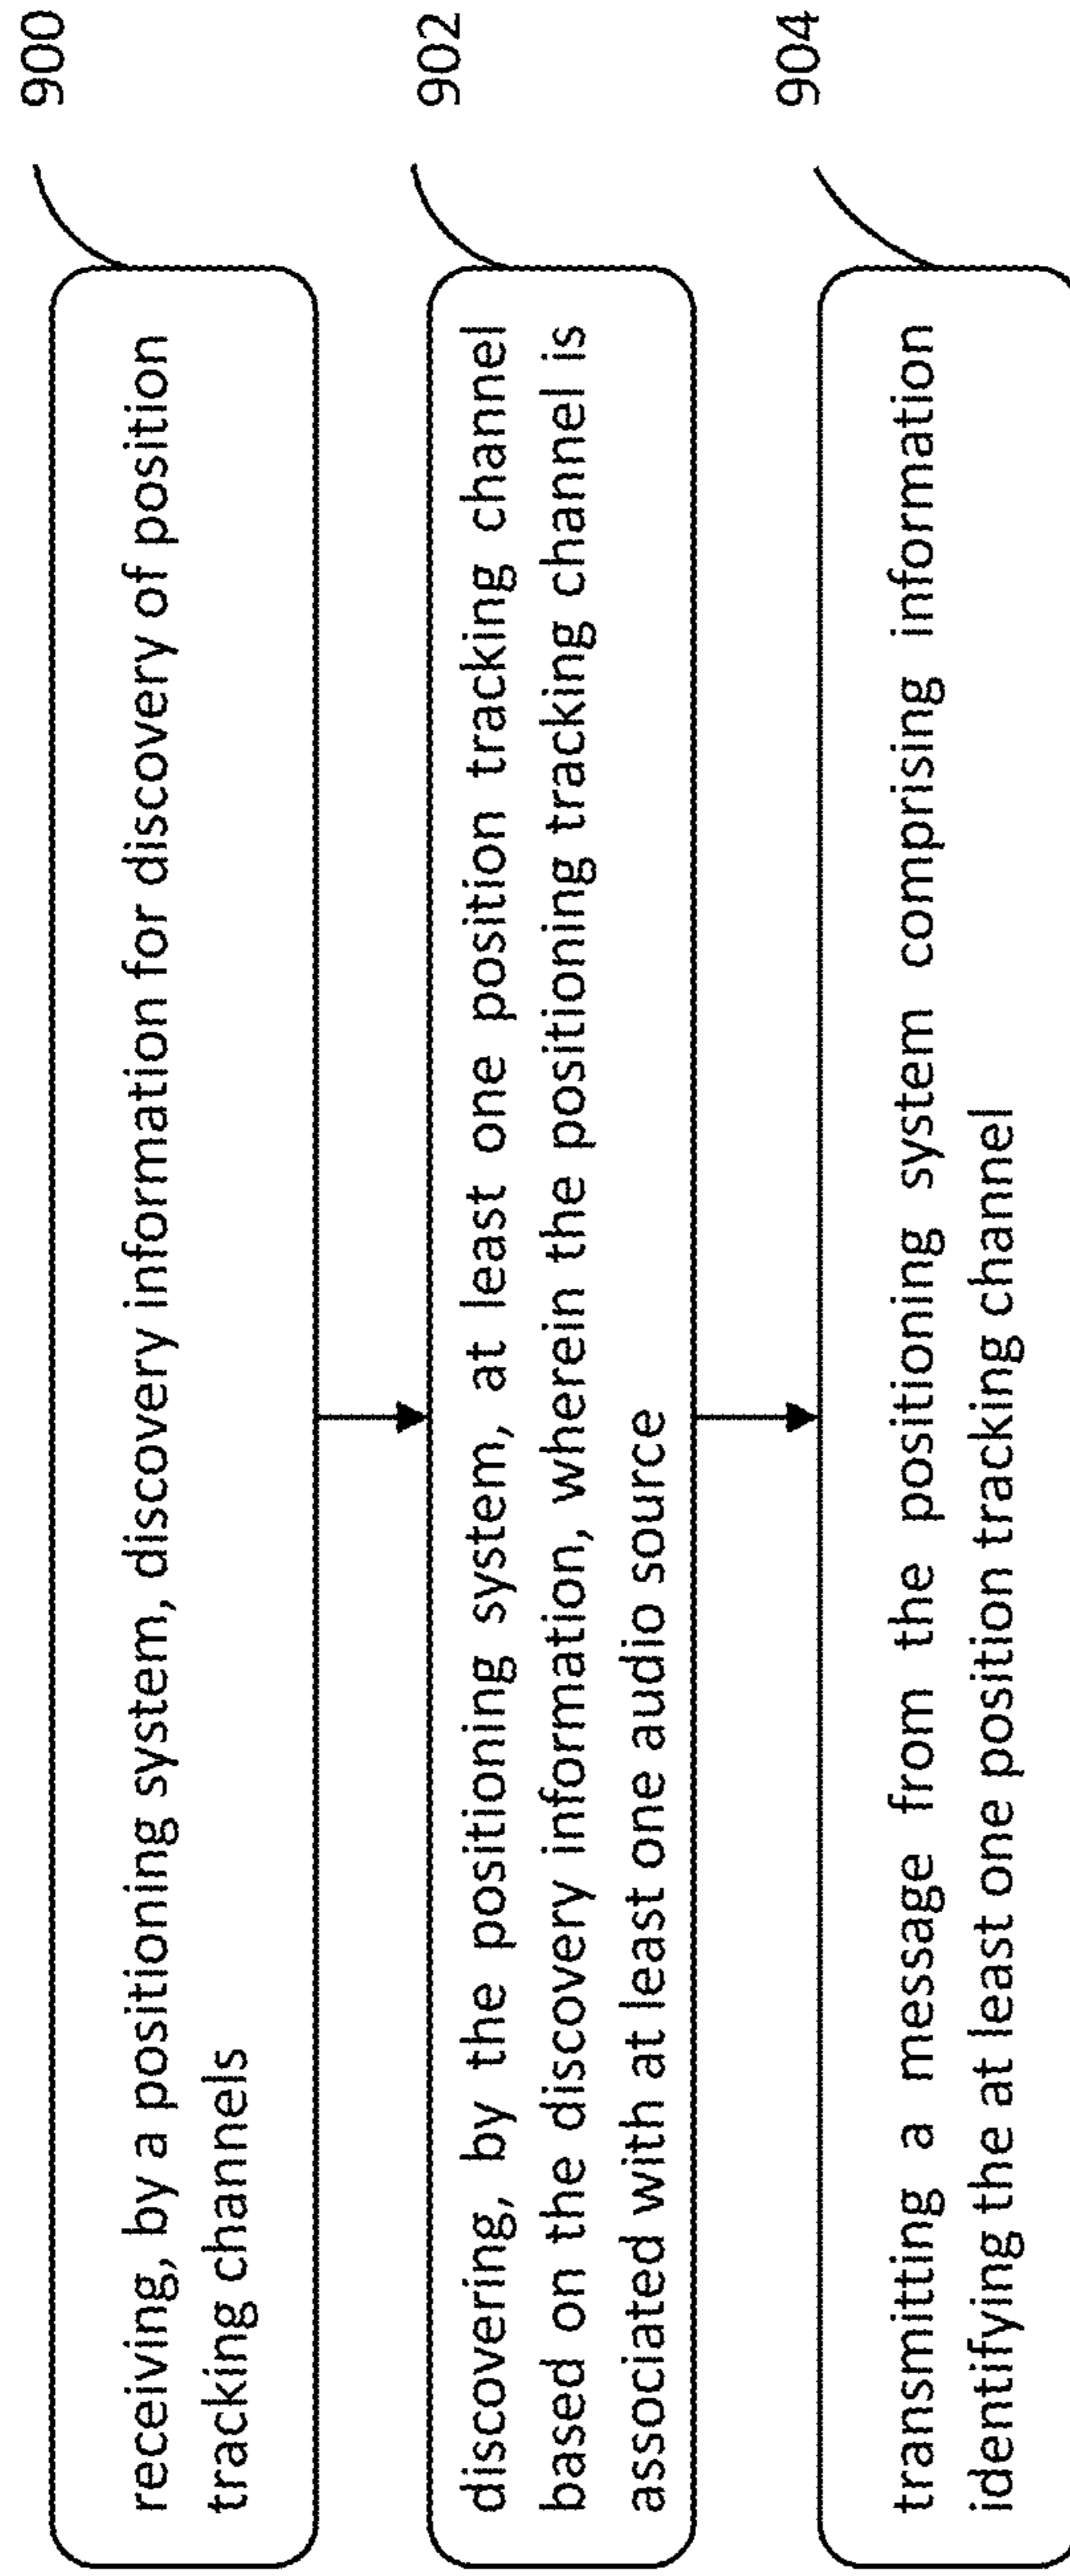 900
receiving, by a positioning system, discovery information for discovery of position
tracking channels
902
discovering, by the positioning system, at least one position tracking channel
based on the discovery information, wherein the positioning tracking channel is
associated with at least one audio source
904
transmitting a message from the positioning system comprising information
identifying the at least one position tracking channel